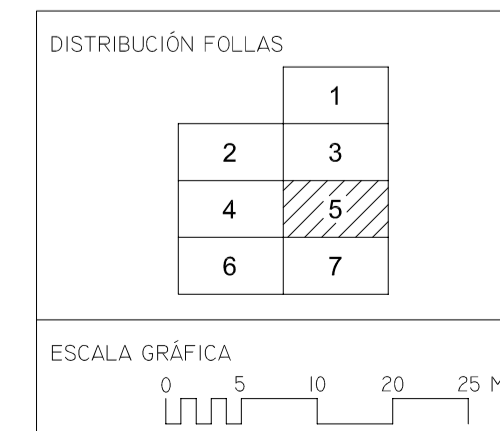 DISTRIBUCIÓN FOLLAS
1
2 3
4 5
6 7
ESCALA GRÁFICA
0 5 10 20 25 M